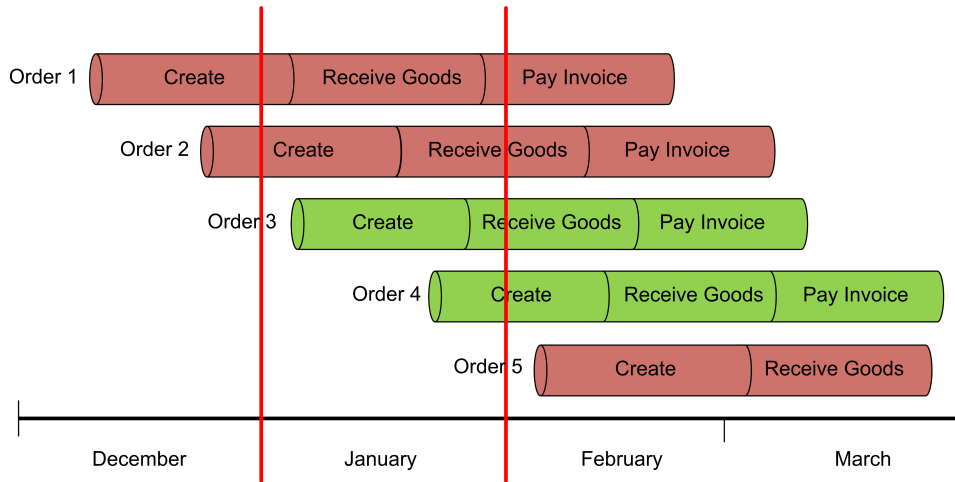 Order 1 Create Receive Goods Pay Invoice
Order 2 Create Receive Goods Pay Invoice
Order 3 Create Receive Goods Pay Invoice
Order 4 Create Receive Goods Pay Invoice
Order 5 Create Receive Goods
December January February March